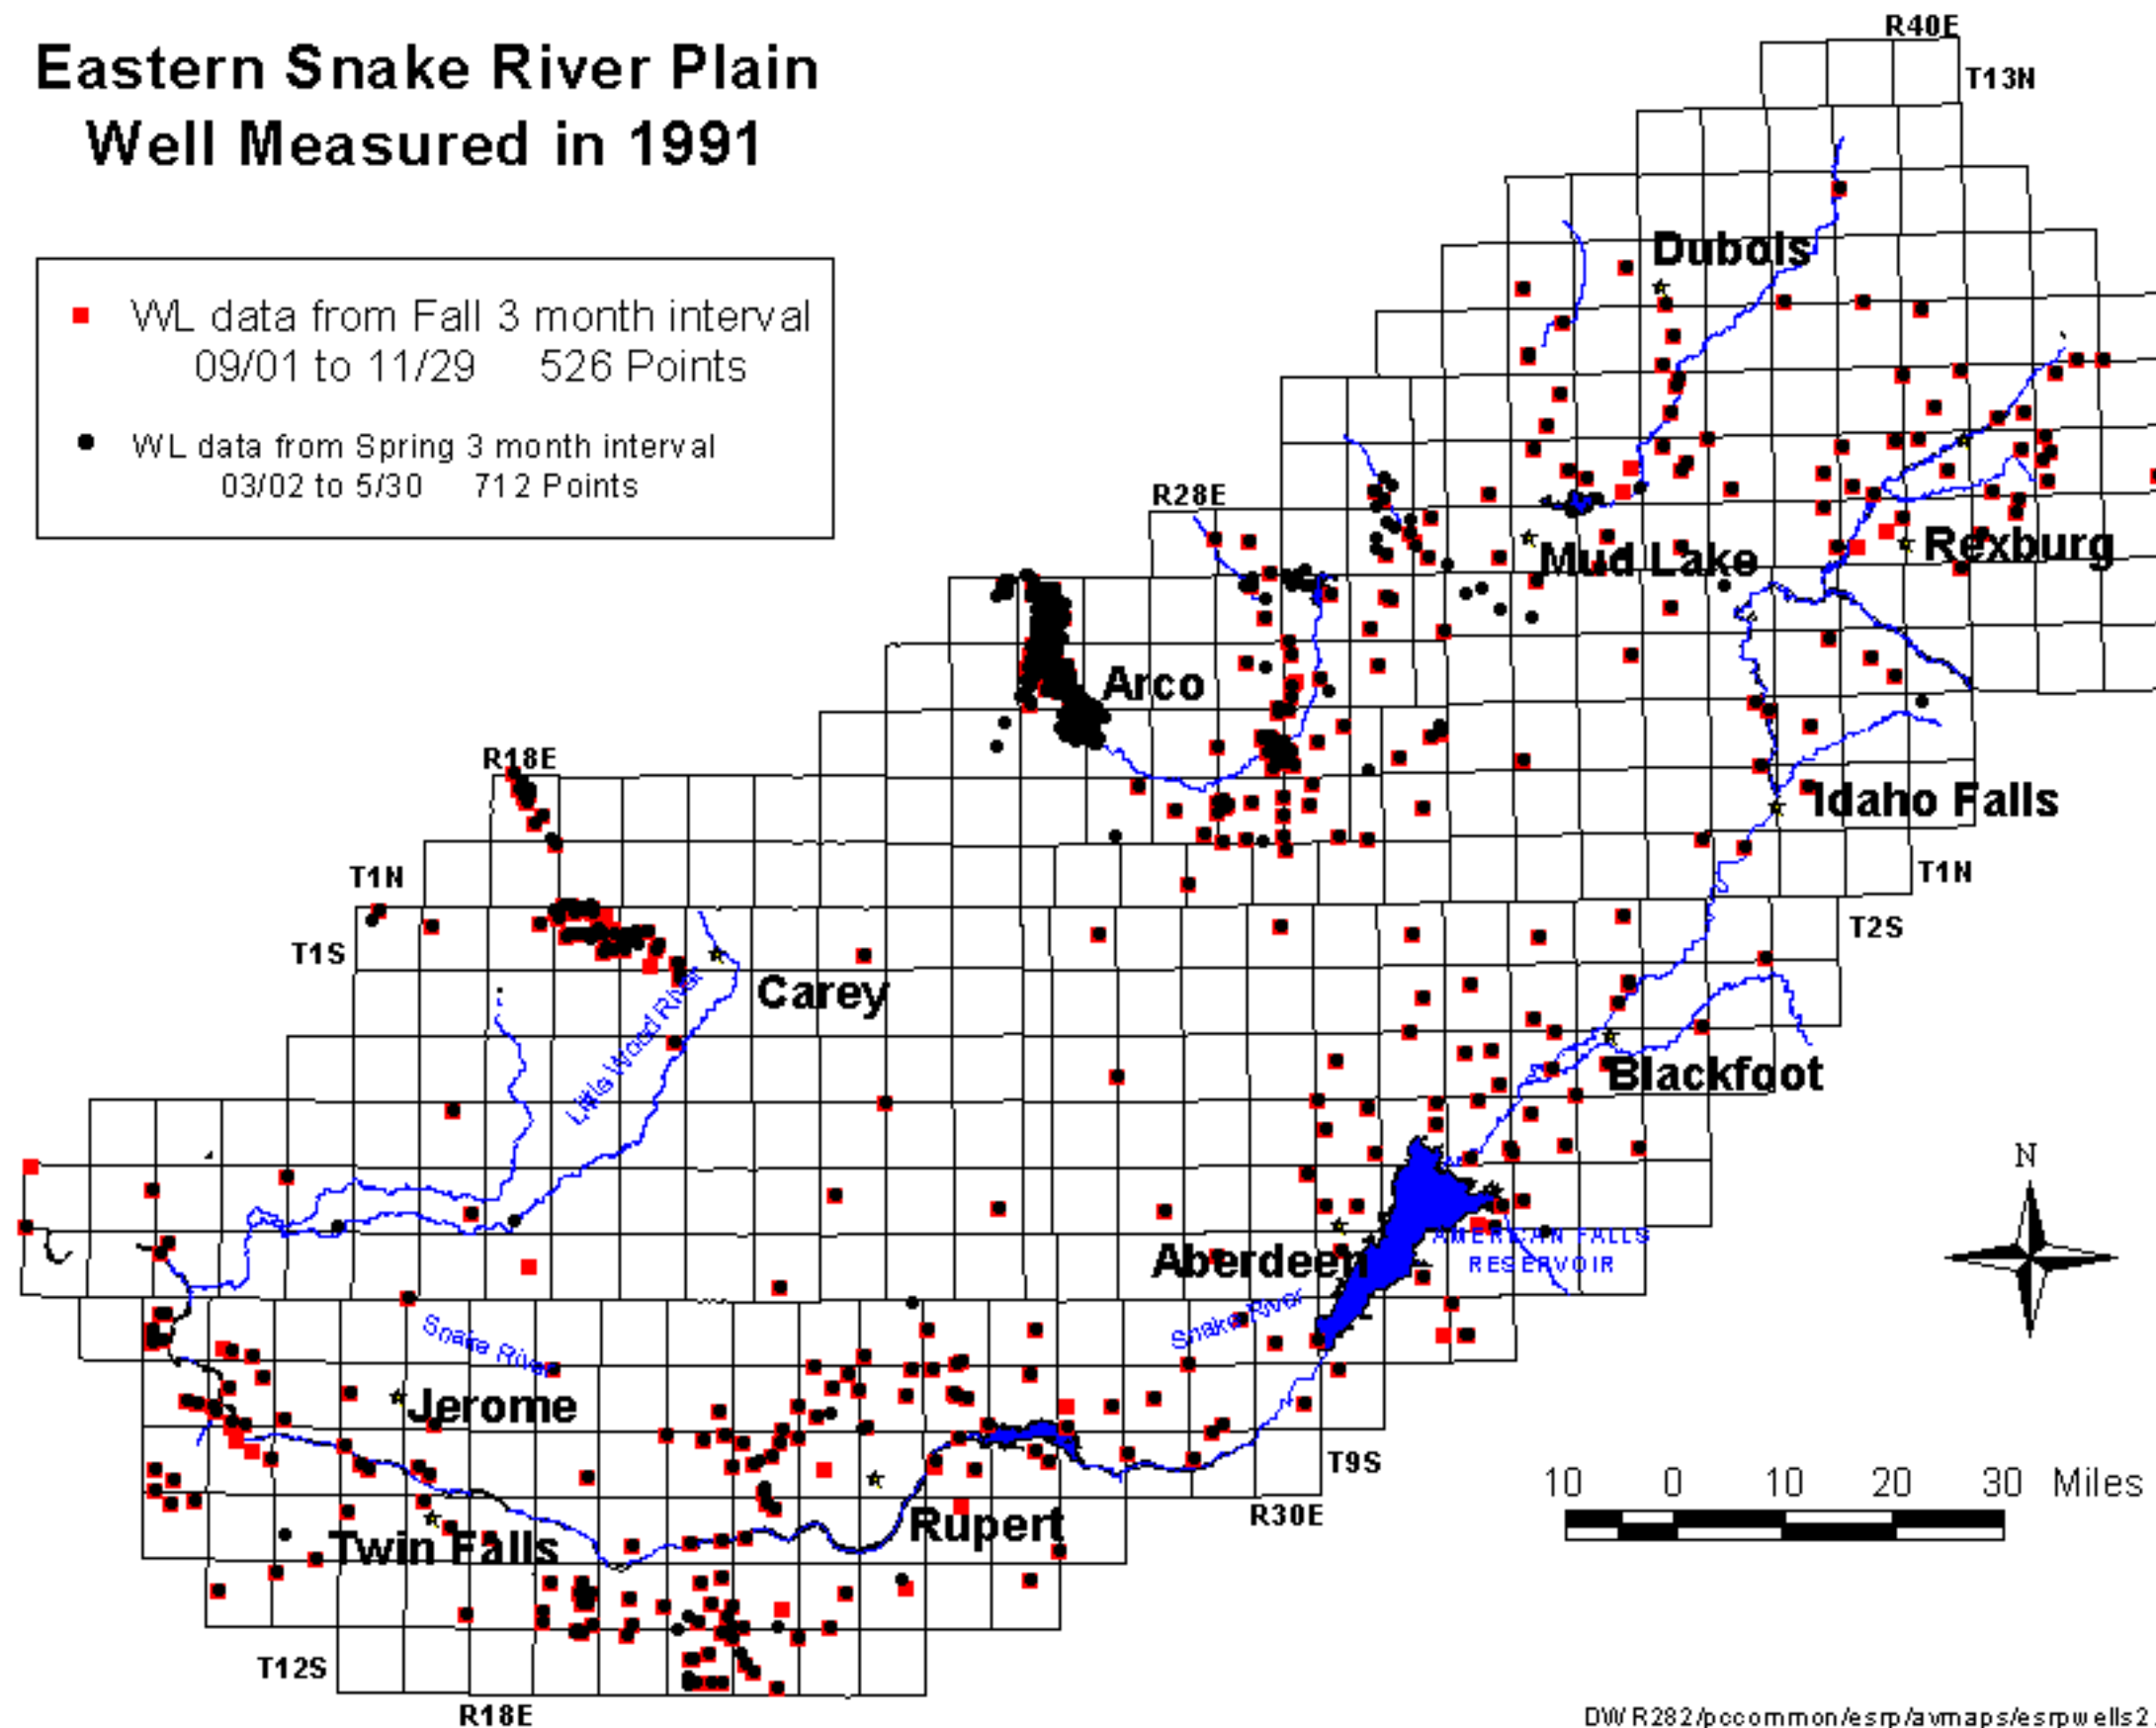 Eastern Snake River Plain
Well Measured in 1991
WL data from Fall 3 month interval
09/01 to 11/29 526 Points
WL data from Spring 3 month interval
03/02 to 5/30 712 Points
R40E
T13N
Dubois
R28E
Mud Lake
Rexburg
Arco
R18E
Idaho Falls
T1N
T1N
T1S
T2S
Carey
Little Wood River
Blackfoot
N
Aberdeen
AMERICAN FALLS
RESERVOIR
Snake River
Snake River
Jerome
T9S
10 0 10 20 30 Miles
R30E
Rupert
Twin Falls
T12S
R18E
DWR282/pccommon/esrp/avmaps/esrpwells2